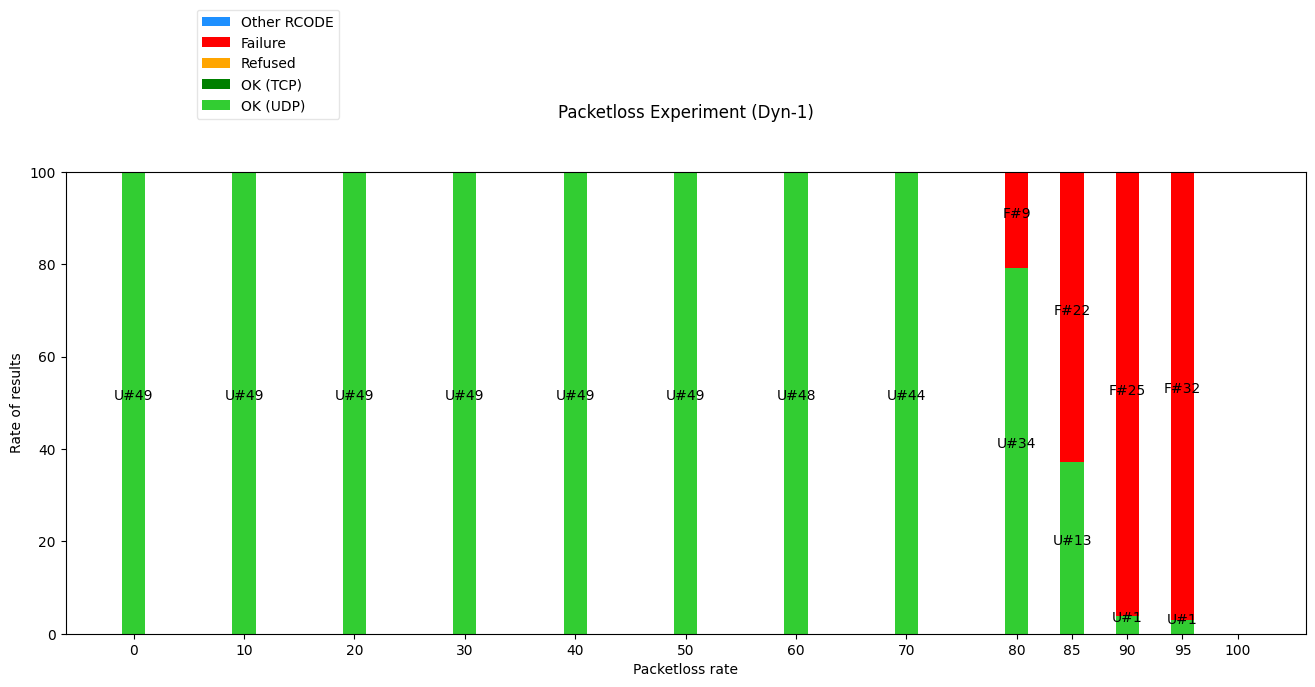 Other RCODE
Failure
Refused
OK (TCP)
OK (UDP)
Packetloss Experiment (Dyn-1)
Rate of results
100
80
60
40
20
0
U#49
U#49
U#49
U#49
U#49
U#49
U#48
U#44
F#9
U#34
F#22
U#13
F#25
U#1
F#32
U#1
0 10 20 30 40 50 60 70 80 85 90 95 100
Packetloss rate